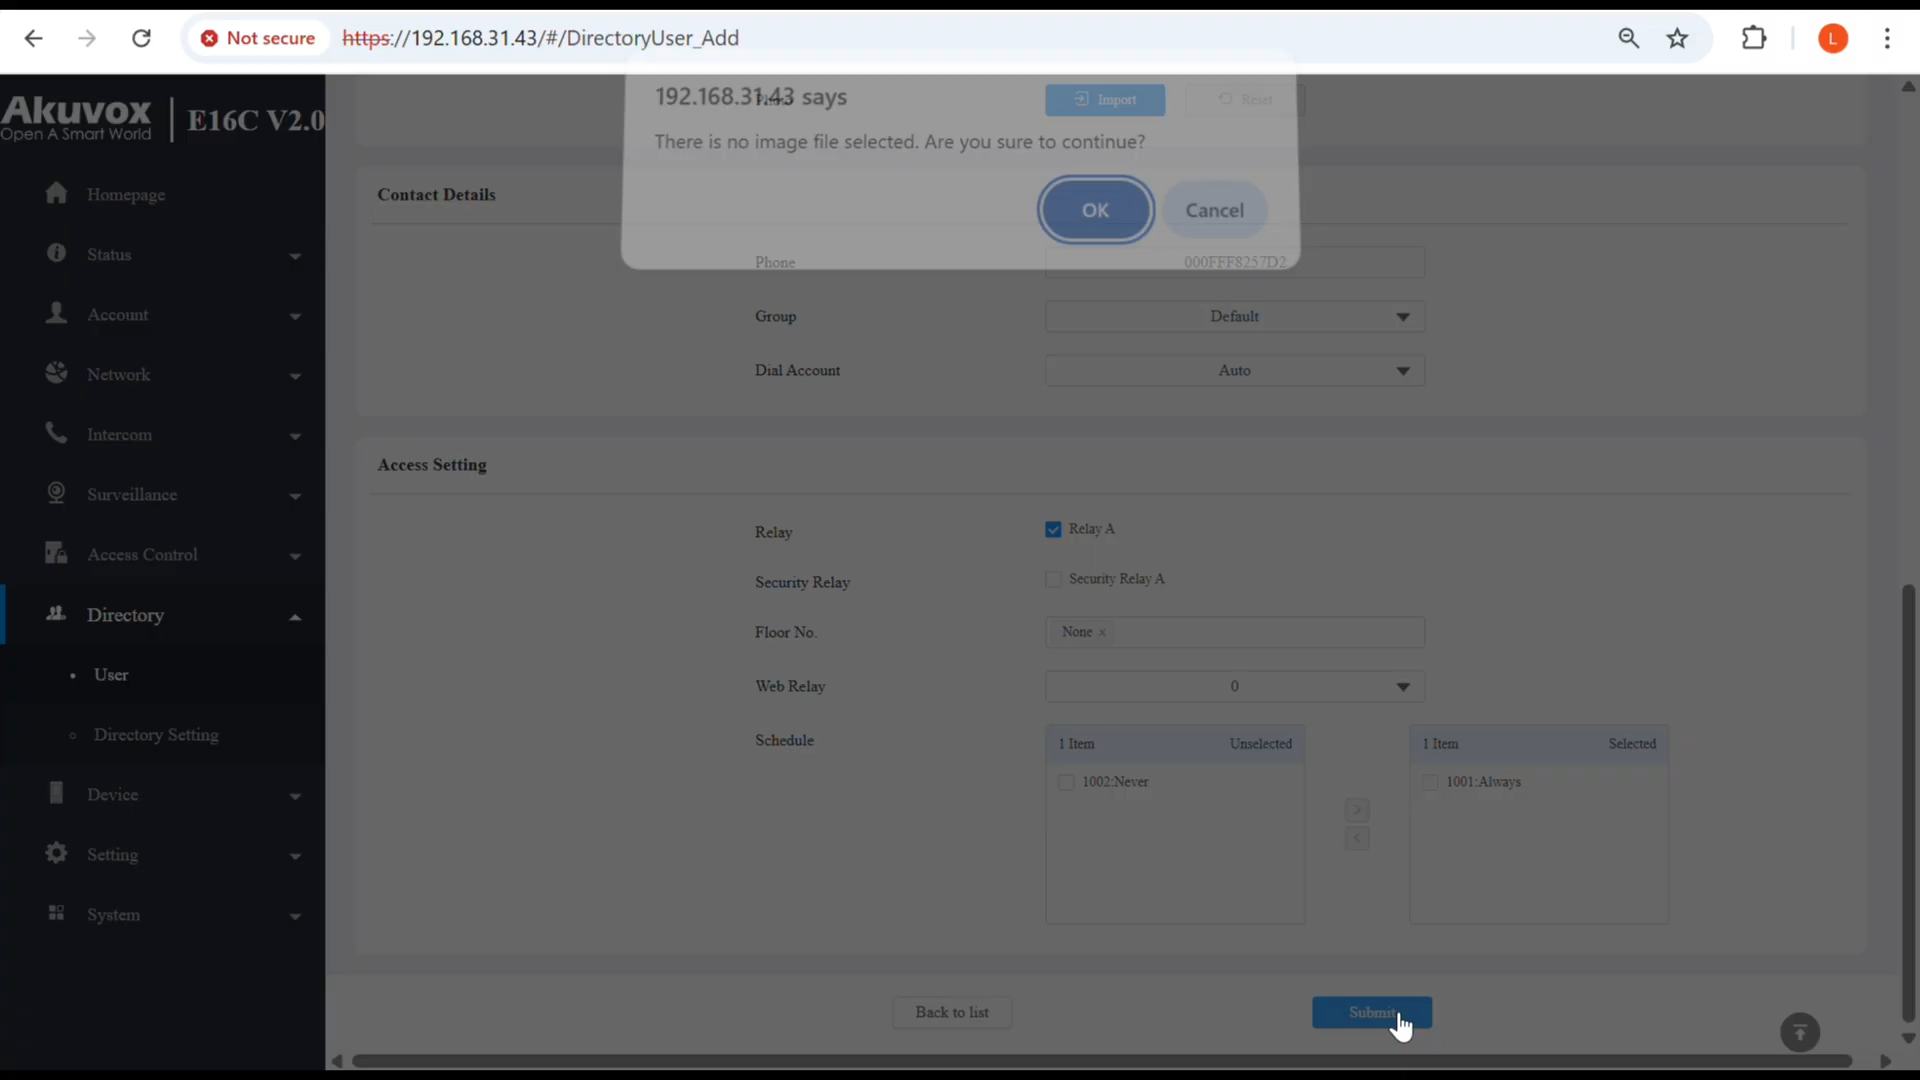 Not secure
https://192.168.31.43/#/DirectoryUser_Add
L
Akuvox
Open A Smart World
E16C V2.0
Homepage
Status
Account
Network
Intercom
Surveillance
Access Control
Directory
User
Directory Setting
Device
Setting
System
192.168.31.43 says
There is no image file selected. Are you sure to continue?
OK
Cancel
Photo
Import
Reset
Contact Details
Phone
000FFF8257D2
Group
Default
Dial Account
Auto
Access Setting
Relay
Relay A
Security Relay
Security Relay A
Floor No.
None ×
Web Relay
0
Schedule
1 Item
Unselected
1002:Never
>
<
1 Item
Selected
1001:Always
Back to list
Submit